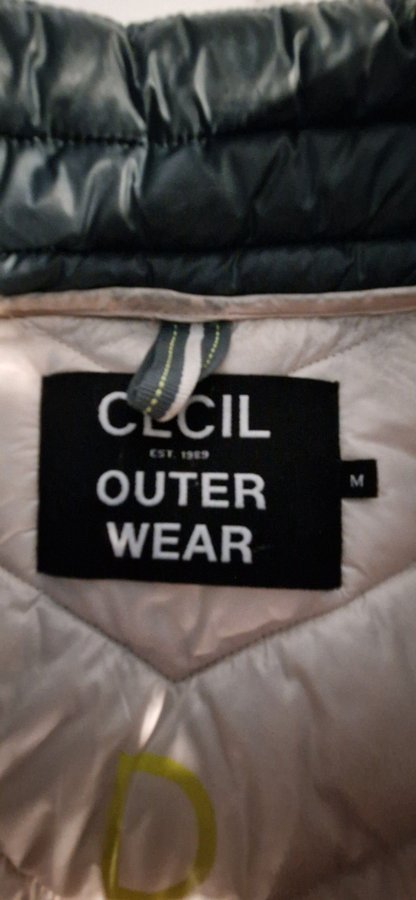 CECIL
EST. 1989
OUTER
WEAR
M
D